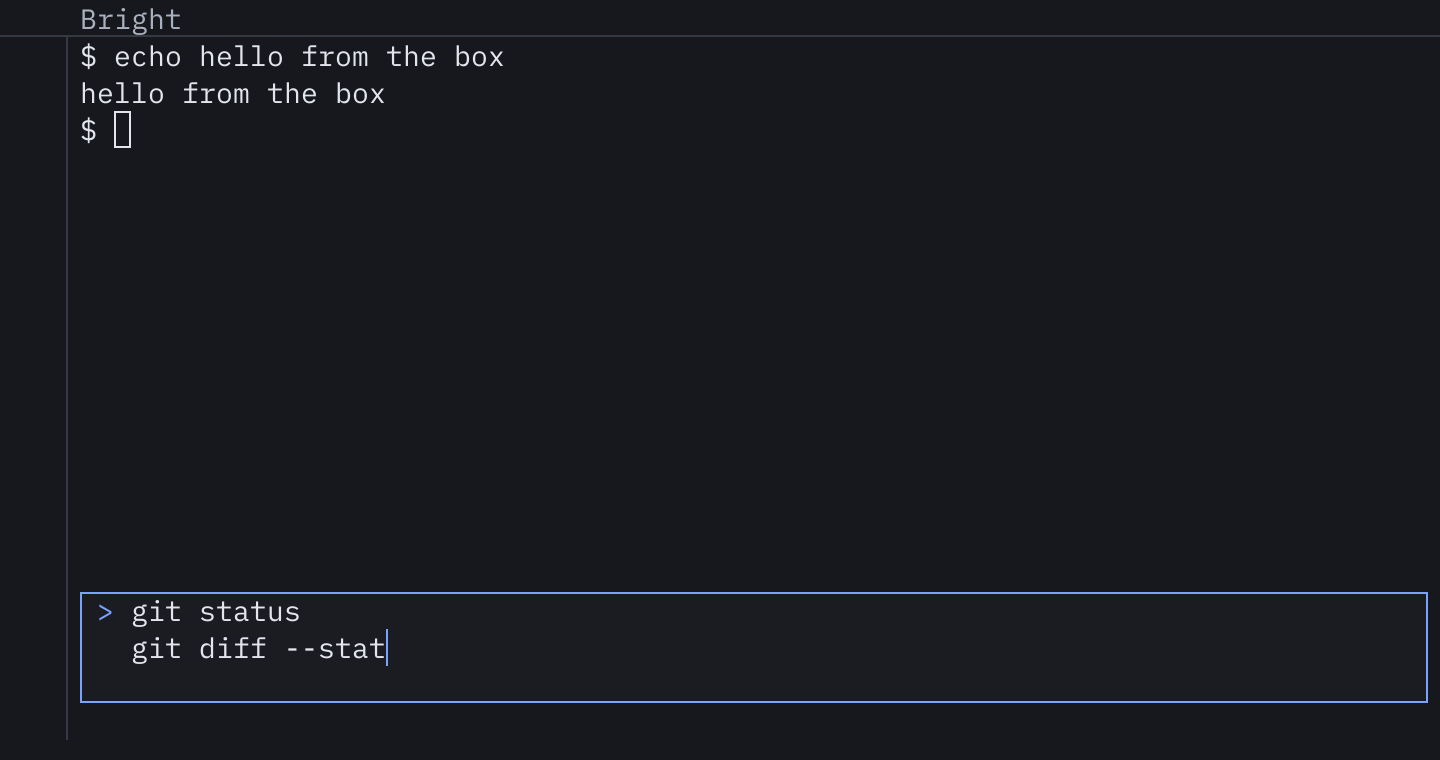 Bright
$ echo hello from the box
hello from the box
$
> git status
git diff --stat